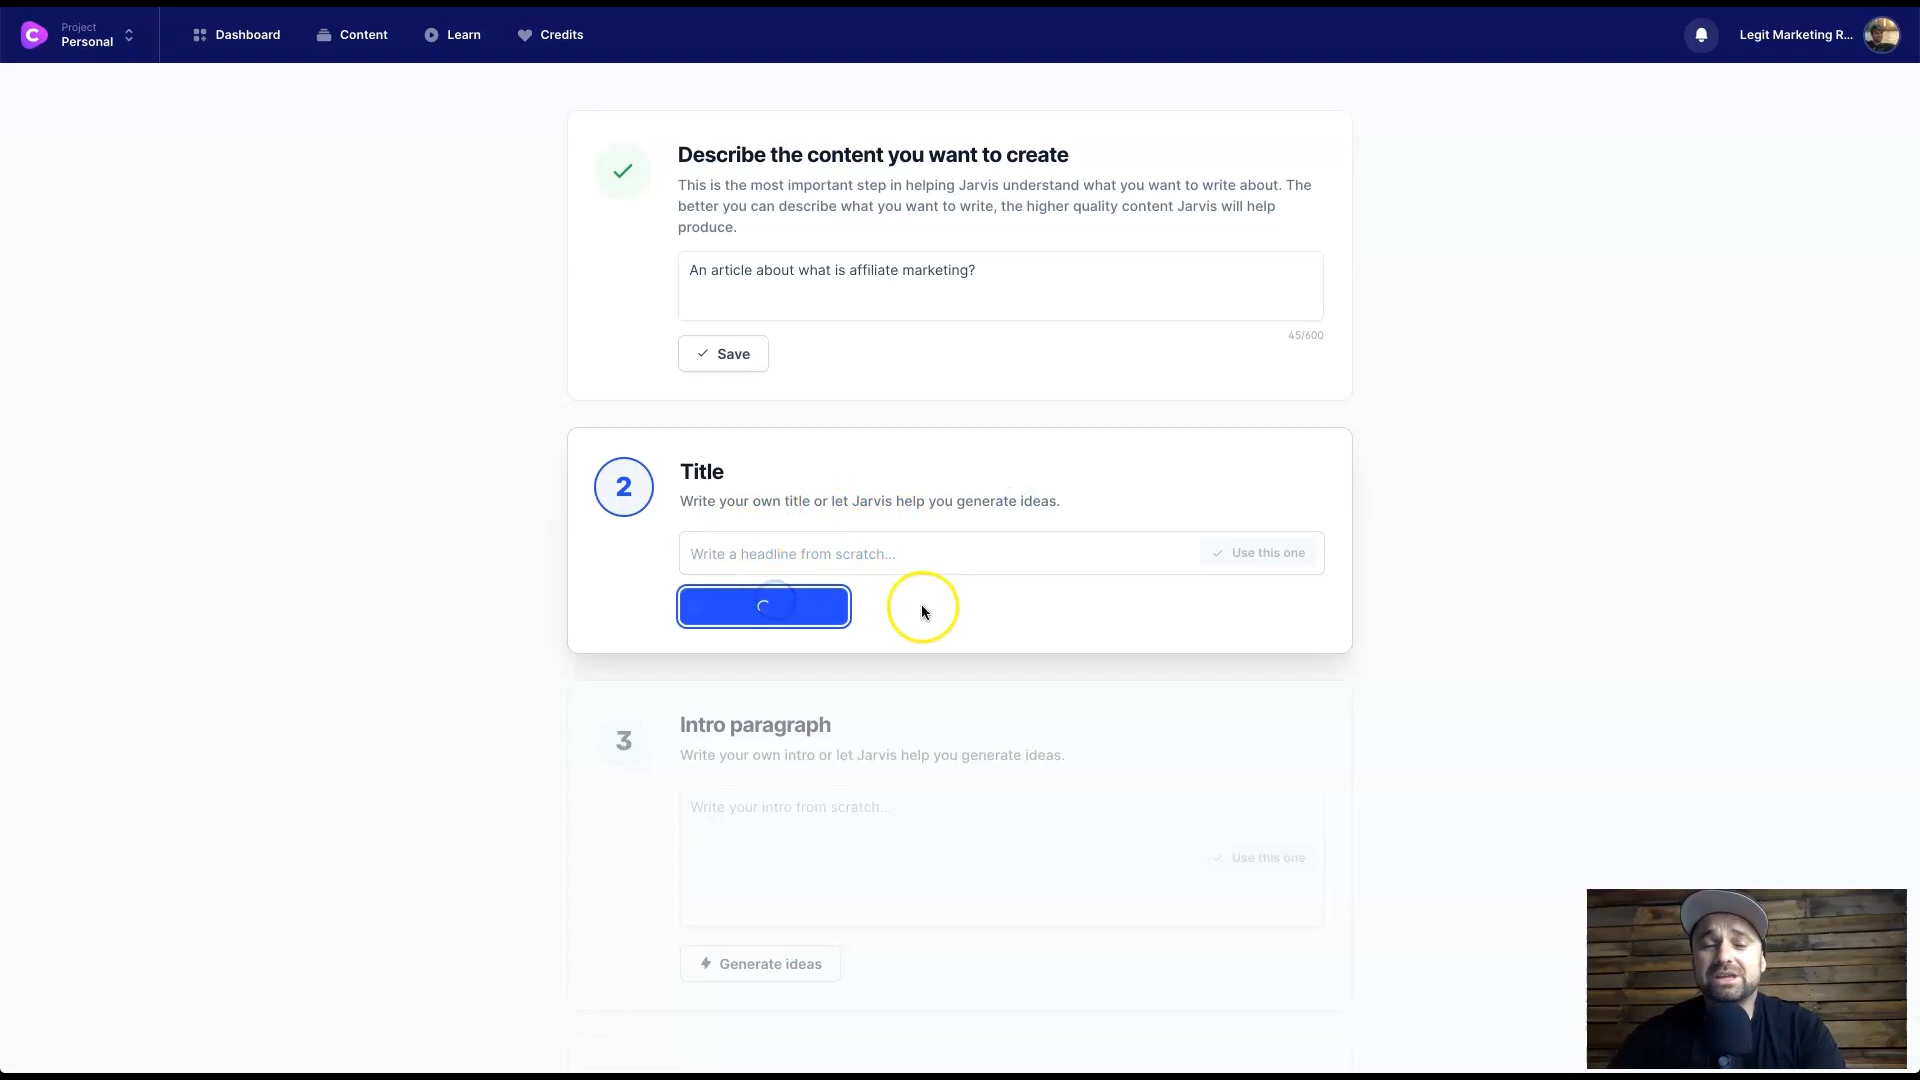 Project
Personal
Dashboard
Content
Learn
Credits
Legit Marketing R...
Describe the content you want to create
This is the most important step in helping Jarvis understand what you want to write about. The
better you can describe what you want to write, the higher quality content Jarvis will help
produce.
An article about what is affiliate marketing?
45/600
Save
2
Title
Write your own title or let Jarvis help you generate ideas.
Write a headline from scratch...
Use this one
3
Intro paragraph
Write your own intro or let Jarvis help you generate ideas.
Write your intro from scratch...
Use this one
Generate ideas